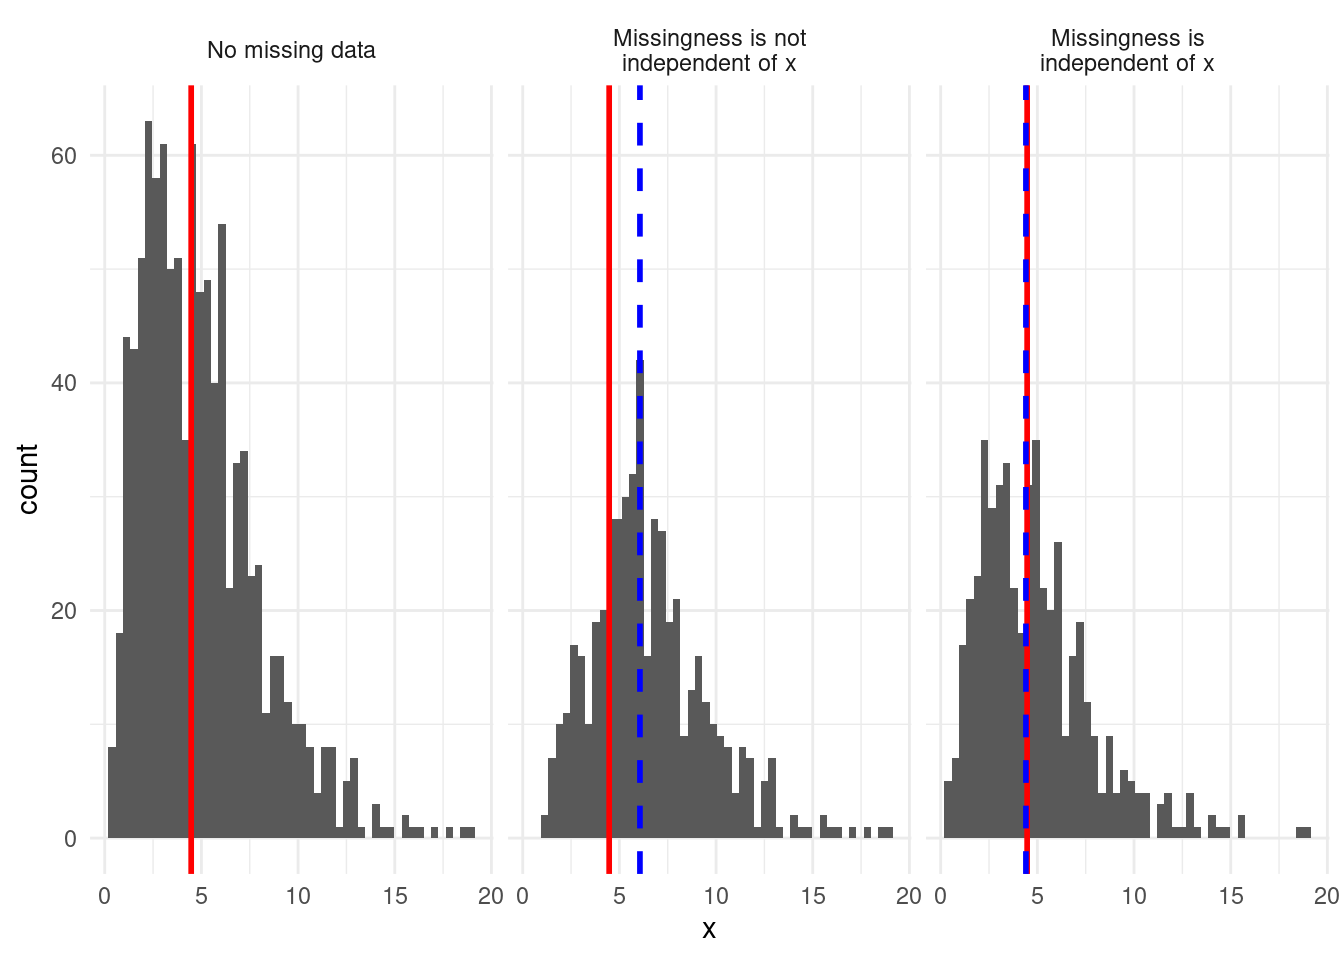 No missing data
Missingness is not
independent of x
Missingness is
independent of x
60
40
20
0
count
0 5 10 15 20
0 5 10 15 20
0 5 10 15 20
x